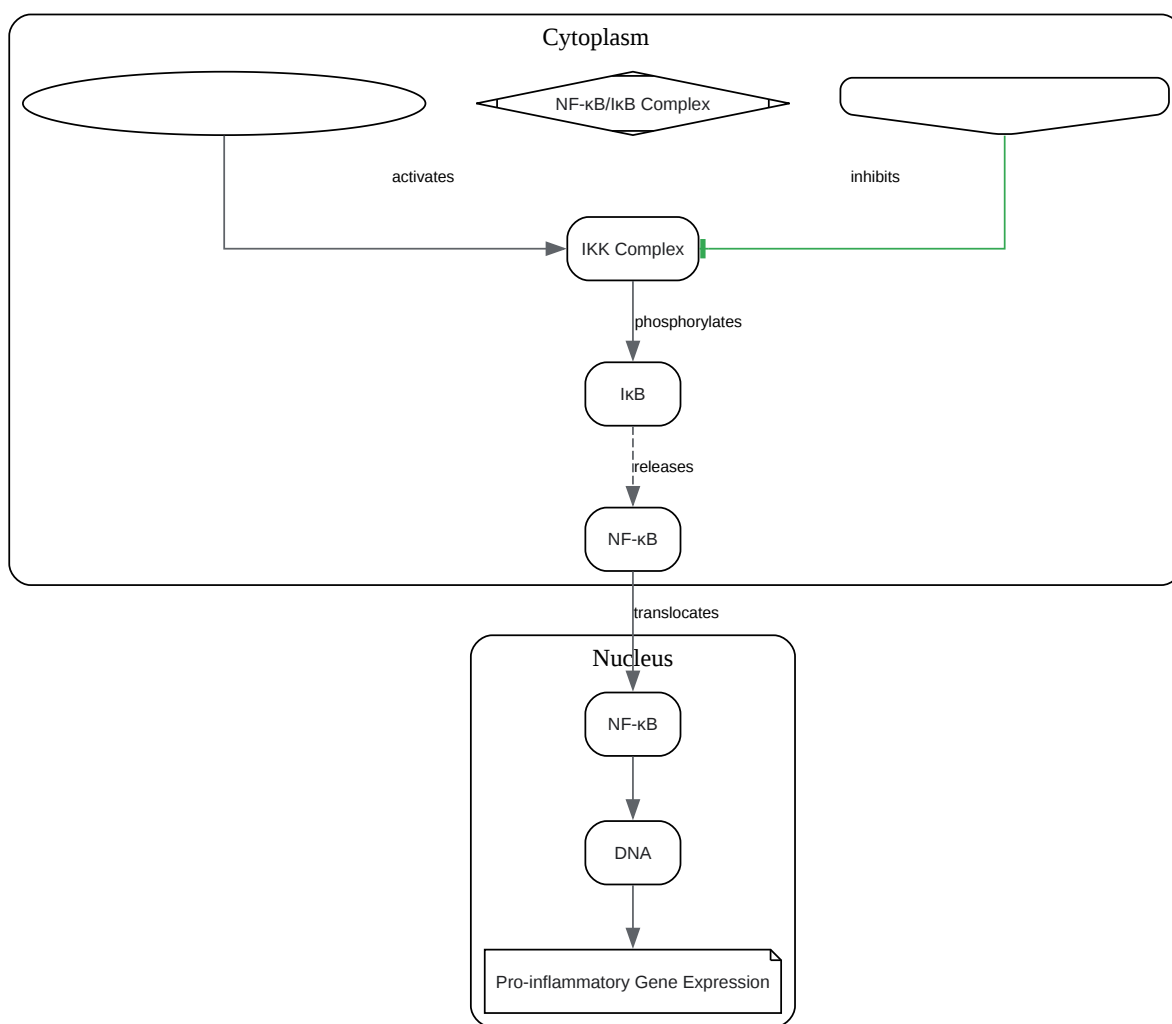 Cytoplasm
NF-κB/IκB Complex
activates
inhibits
IKK Complex
phosphorylates
IκB
releases
NF-κB
translocates
Nucleus
NF-κB
DNA
Pro-inflammatory Gene Expression